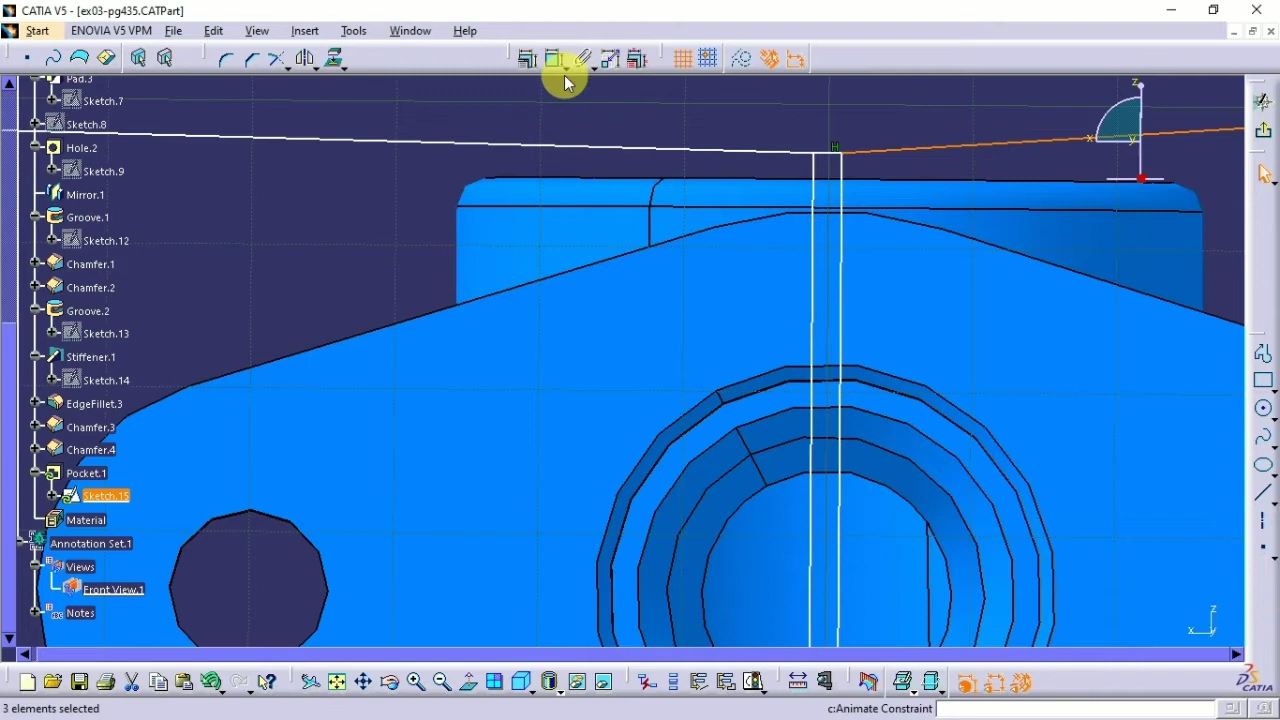 CATIA V5 - [ex03-pg435.CATPart]
Start ENOVIA V5 VPM File Edit View Insert Tools Window Help
Pad.3
Sketch.7
Sketch.8
Hole.2
Sketch.9
Mirror.1
Groove.1
Sketch.12
Chamfer.1
Chamfer.2
Groove.2
Sketch.13
Stiffener.1
Sketch.14
EdgeFillet.3
Chamfer.3
Chamfer.4
Pocket.1
Sketch.15
Material
Annotation Set.1
Views
Front View.1
Notes
H
z
x
y
z
x y
CATIA
3 elements selected
c:Animate Constraint